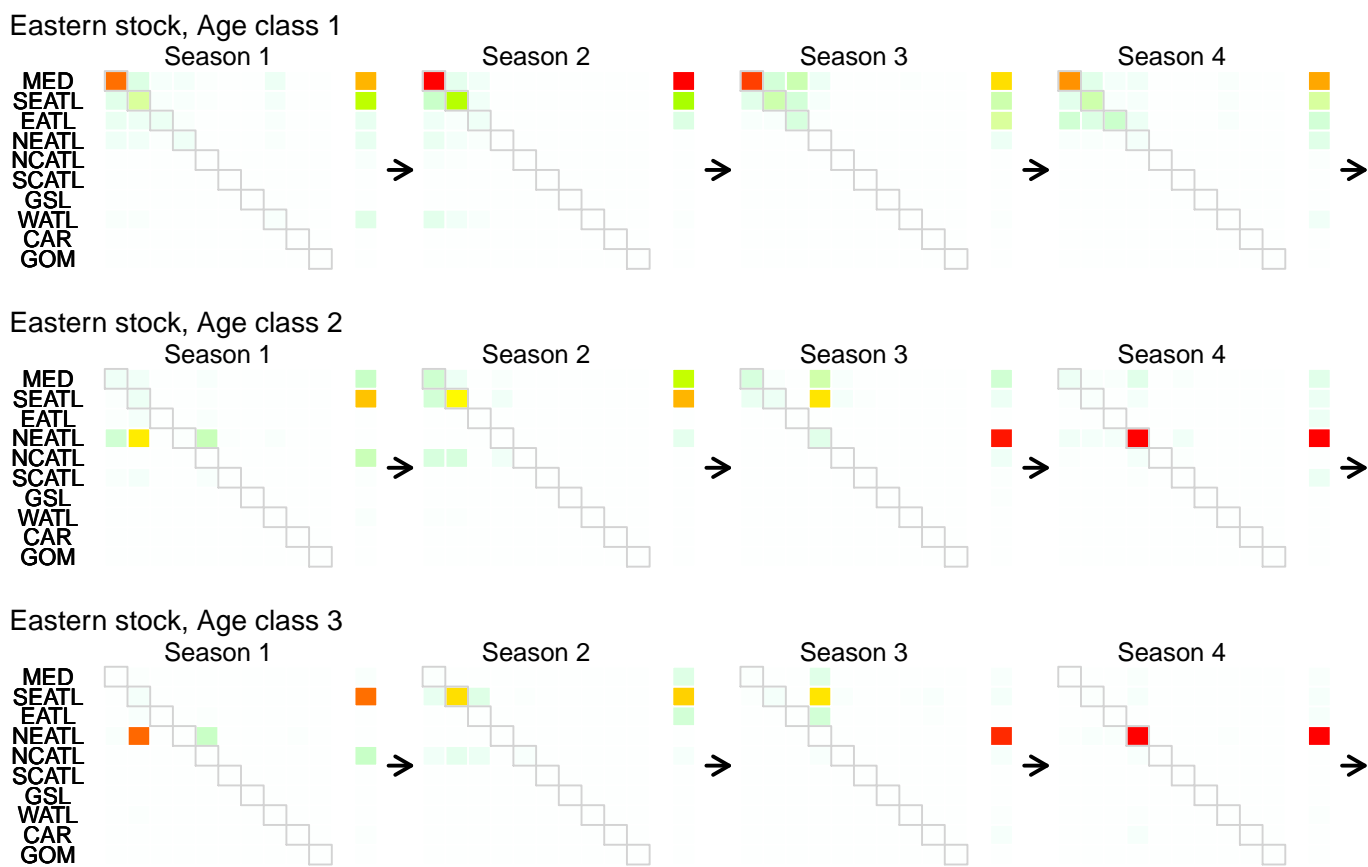 Eastern stock, Age class 1
Season 1 Season 2 Season 3 Season 4
MED
SEATL
EATL
NEATL
NCATL
SCATL
GSL
WATL
CAR
GOM
Eastern stock, Age class 2
Season 1 Season 2 Season 3 Season 4
MED
SEATL
EATL
NEATL
NCATL
SCATL
GSL
WATL
CAR
GOM
Eastern stock, Age class 3
Season 1 Season 2 Season 3 Season 4
MED
SEATL
EATL
NEATL
NCATL
SCATL
GSL
WATL
CAR
GOM